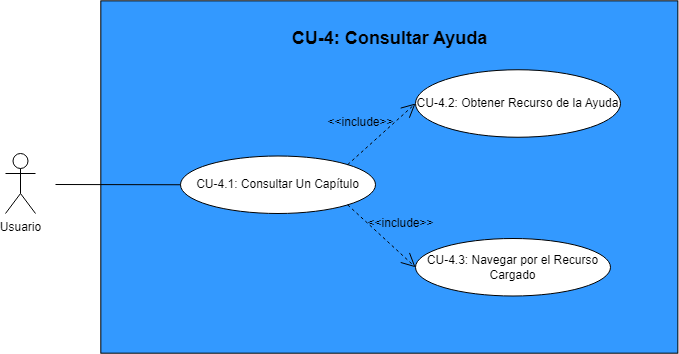 CU-4: Consultar Ayuda
CU-4.2: Obtener Recurso de la Ayuda
<<include>>
CU-4.1: Consultar Un Capítulo
Usuario
<<include>>
CU-4.3: Navegar por el Recurso
Cargado